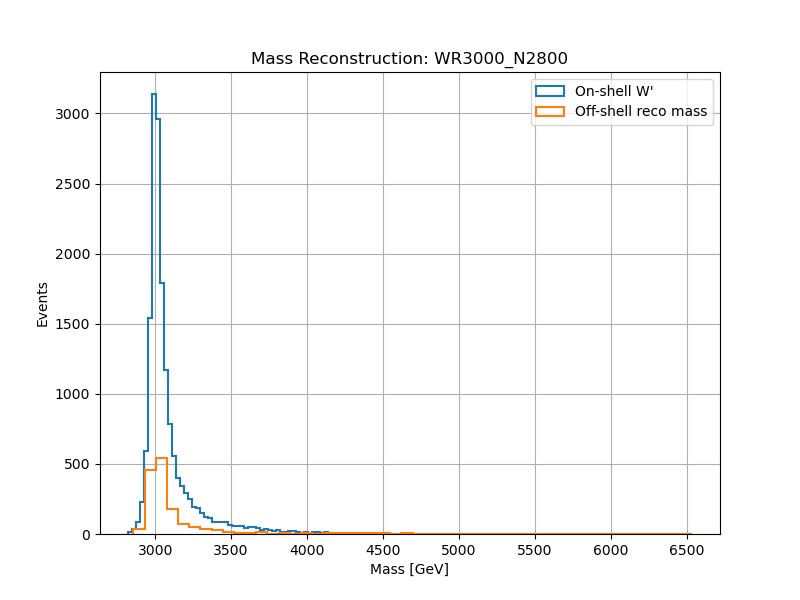 Mass Reconstruction: WR3000_N2800
On-shell W'
Off-shell reco mass
Events
3000
2500
2000
1500
1000
500
0
3000 3500 4000 4500 5000 5500 6000 6500
Mass [GeV]